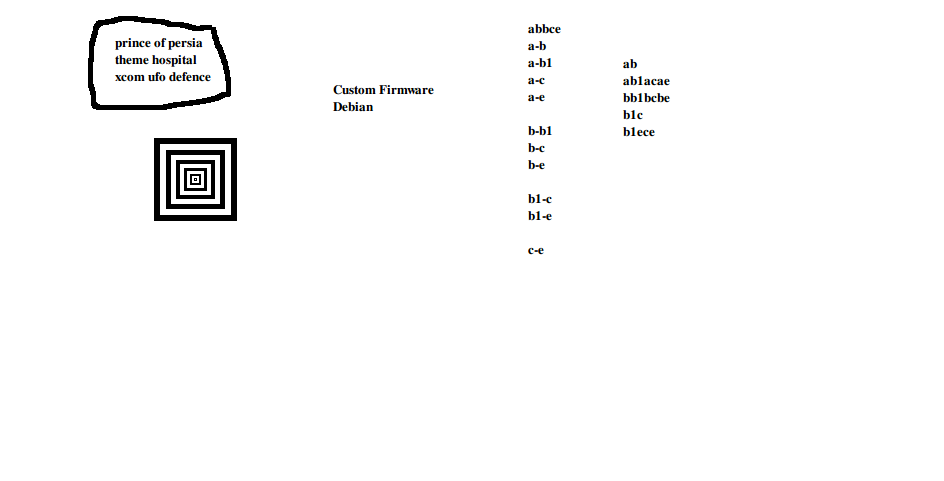 prince of persia
theme hospital
xcom ufo defence
Custom Firmware
Debian
abbce
a-b
a-b1
a-c
a-e
b-b1
b-c
b-e
b1-c
b1-e
c-e
ab
ab1acae
bb1bcbe
b1c
b1ece